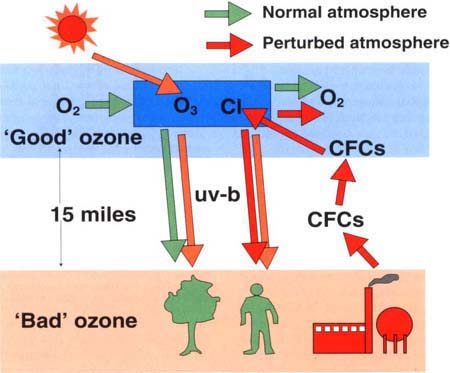 Normal atmosphere
Perturbed atmosphere
O2
O3
Cl
O2
'Good' ozone
CFCs
uv-b
15 miles
CFCs
'Bad' ozone